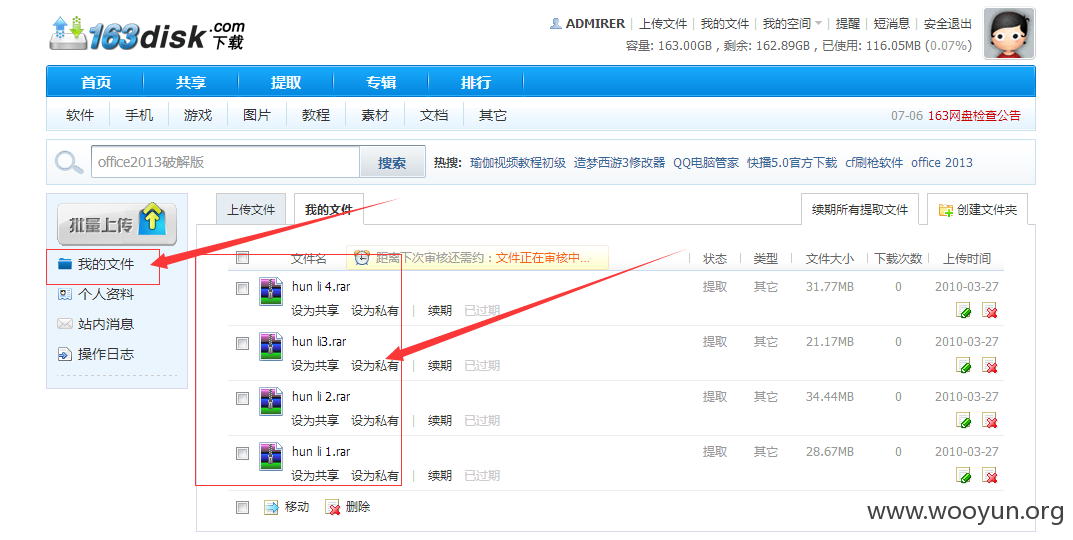 163disk.com 下载
ADMIRER | 上传文件 | 我的文件 | 我的空间 | 提醒 | 短消息 | 安全退出
容量: 163.00GB , 剩余: 162.89GB , 已使用: 116.05MB (0.07%)
首页 共享 提取 专辑 排行
软件 手机 游戏 图片 教程 素材 文档 其它 07-06 163网盘检查公告
office2013破解版 搜索 热搜: 瑜伽视频教程初级 造梦西游3修改器 QQ电脑管家 快播5.0官方下载 cf刷枪软件 office 2013
批量上传
我的文件
个人资料
站内消息
操作日志
上传文件 我的文件 续期所有提取文件 创建文件夹
文件名 距离下次审核还需约：文件正在审核中... 状态 类型 文件大小 下载次数 上传时间
hun li 4.rar 提取 其它 31.77MB 0 2010-03-27
设为共享 设为私有 | 续期 已过期
hun li3.rar 提取 其它 21.17MB 0 2010-03-27
设为共享 设为私有 | 续期 已过期
hun li 2.rar 提取 其它 34.44MB 0 2010-03-27
设为共享 设为私有 | 续期 已过期
hun li 1.rar 提取 其它 28.67MB 0 2010-03-27
设为共享 设为私有 | 续期 已过期
移动 删除
www.wooyun.org